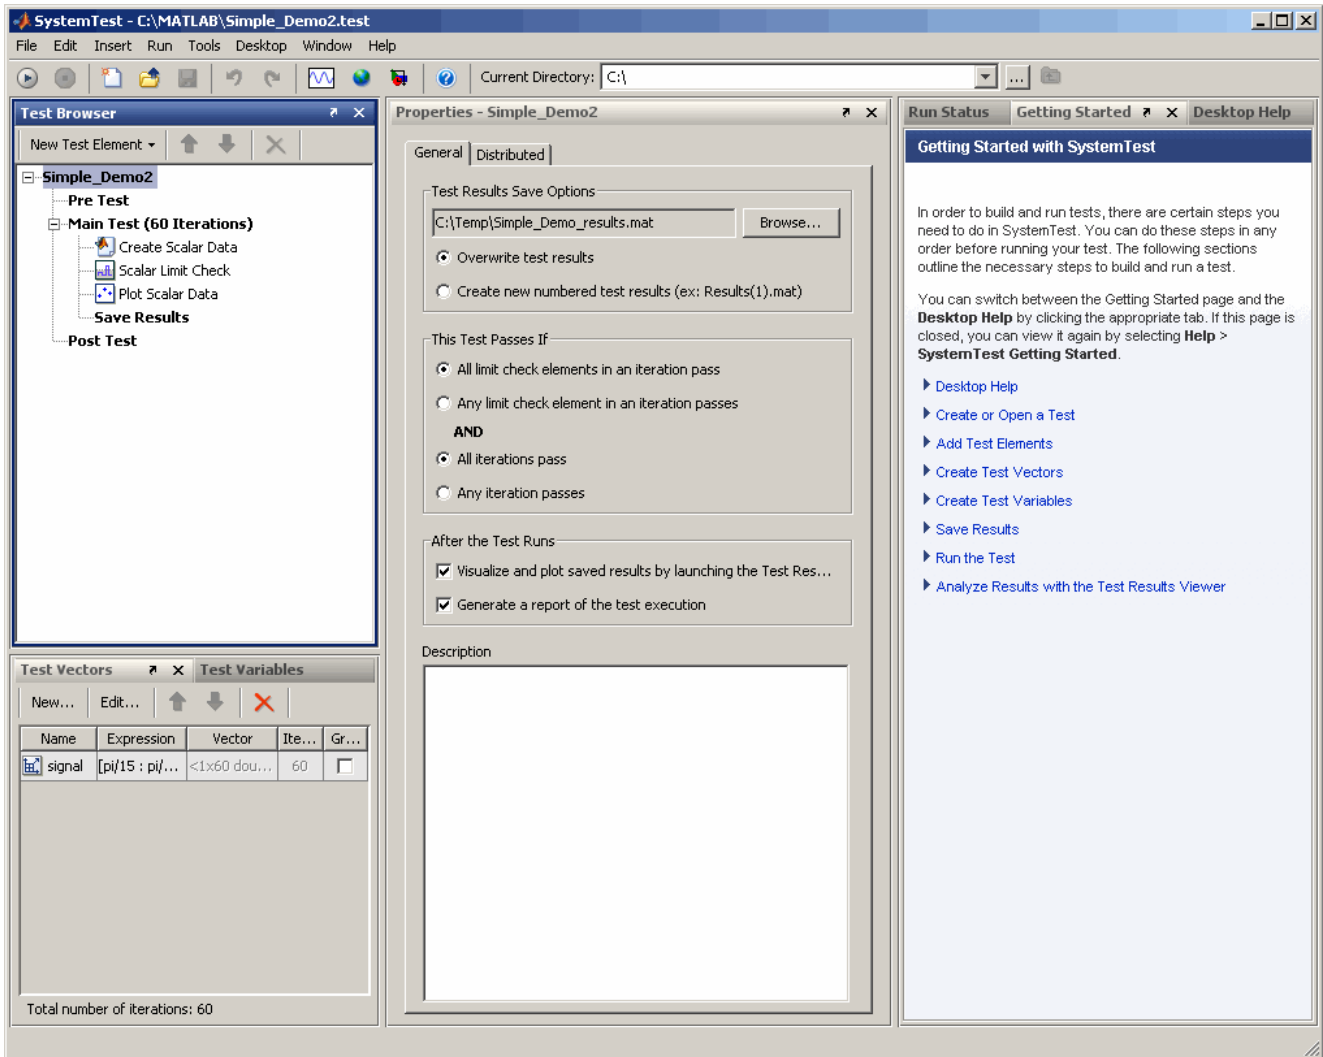 SystemTest - C:\MATLAB\Simple_Demo2.test
File Edit Insert Run Tools Desktop Window Help
Current Directory: C:\
Test Browser
New Test Element
Simple_Demo2
Pre Test
Main Test (60 Iterations)
Create Scalar Data
Scalar Limit Check
Plot Scalar Data
Save Results
Post Test
Test Vectors
Test Variables
New... Edit...
Name Expression Vector Ite... Gr...
signal [pi/15 : pi/... <1x60 dou... 60
Total number of iterations: 60
Properties - Simple_Demo2
General Distributed
Test Results Save Options
C:\Temp\Simple_Demo_results.mat Browse...
Overwrite test results
Create new numbered test results (ex: Results(1).mat)
This Test Passes If
All limit check elements in an iteration pass
Any limit check element in an iteration passes
AND
All iterations pass
Any iteration passes
After the Test Runs
Visualize and plot saved results by launching the Test Res...
Generate a report of the test execution
Description
Run Status Getting Started Desktop Help
Getting Started with SystemTest
In order to build and run tests, there are certain steps you
need to do in SystemTest. You can do these steps in any
order before running your test. The following sections
outline the necessary steps to build and run a test.
You can switch between the Getting Started page and the
Desktop Help by clicking the appropriate tab. If this page is
closed, you can view it again by selecting Help >
SystemTest Getting Started.
Desktop Help
Create or Open a Test
Add Test Elements
Create Test Vectors
Create Test Variables
Save Results
Run the Test
Analyze Results with the Test Results Viewer